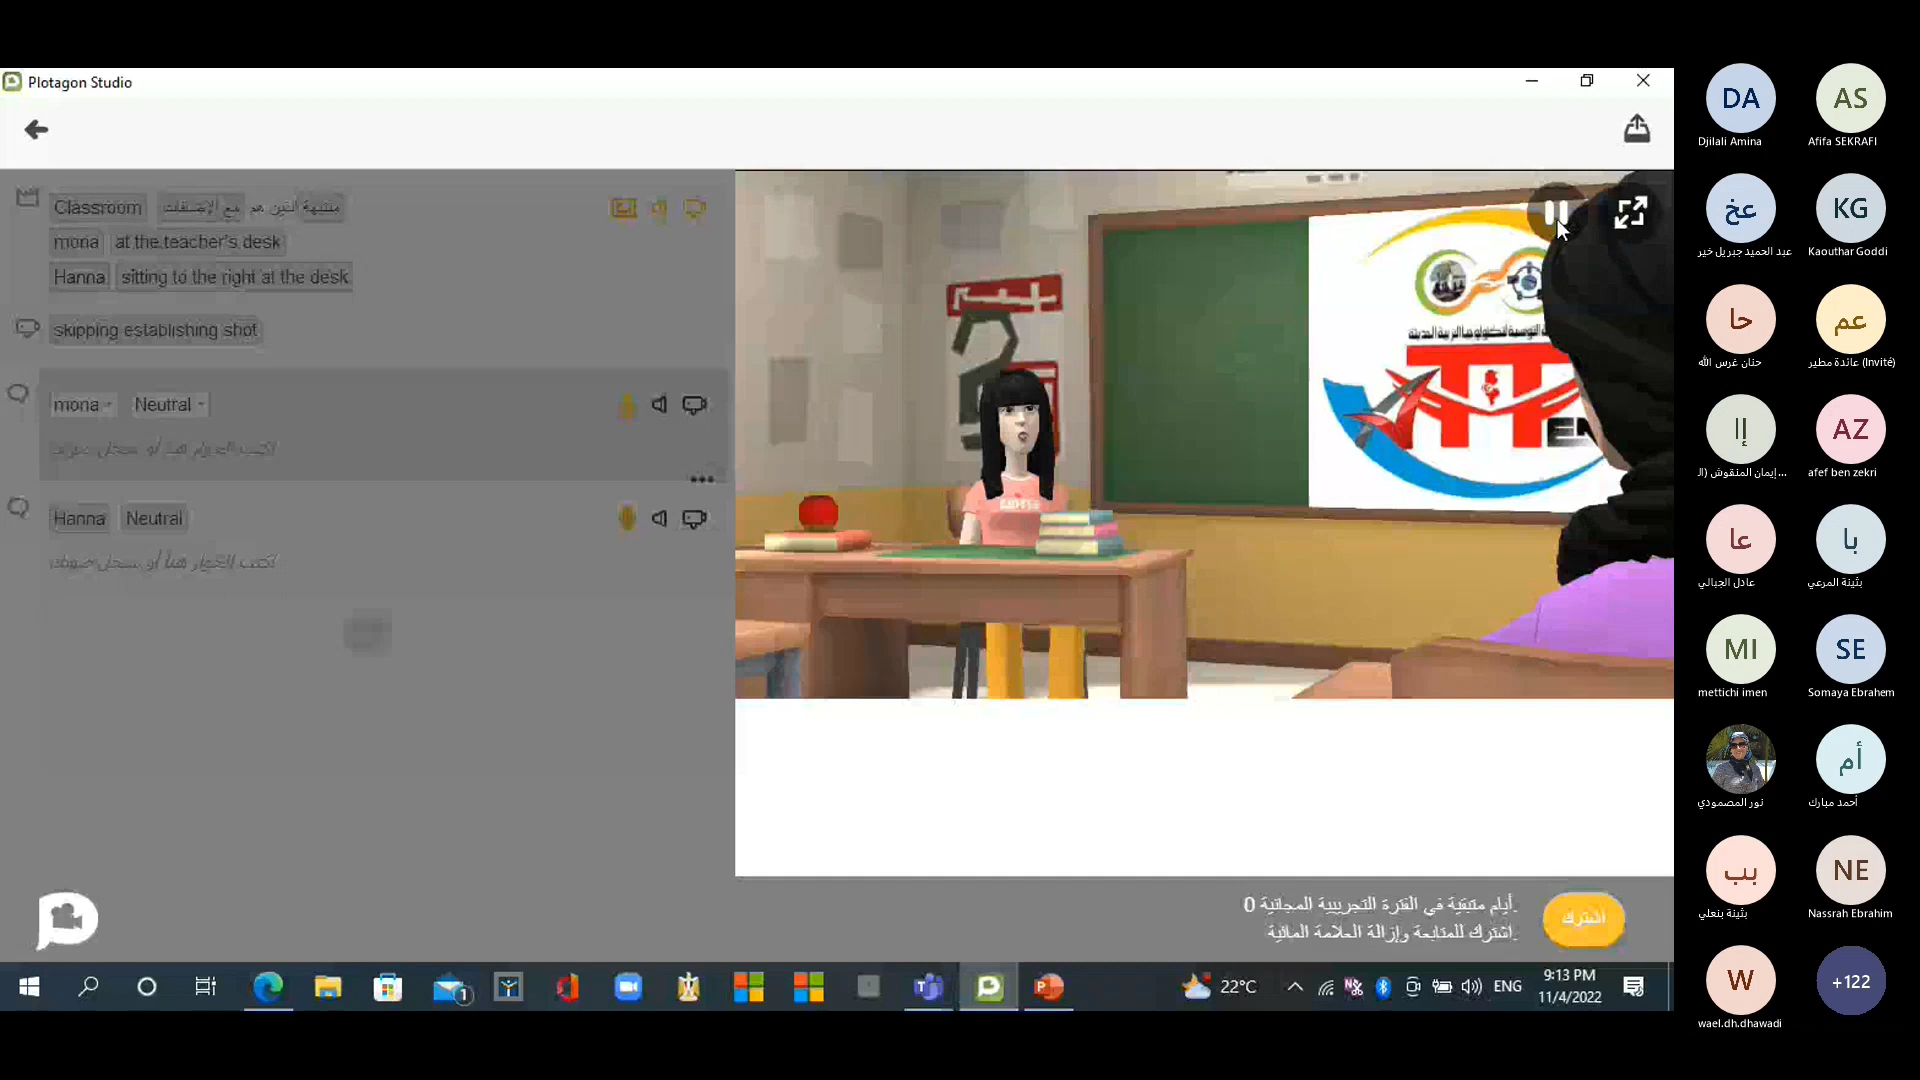 Plotagon Studio
Classroom
mona at the teacher's desk
Hanna sitting to the right at the desk
skipping establishing shot
mona Neutral
Hanna Neutral
أيام متبقية في الفترة التجريبية المجانية 0
اشترك للمتابعة وإزالة العلامة المائية
اشترك
1
22°C
ENG
9:13 PM
11/4/2022
DA
Djilali Amina
AS
Afifa SEKRAFI
عخ
عبد الحميد جبريل خير
KG
Kaouthar Goddi
حا
حنان غرس الله
عم
عائدة مطير (Invité)
إا
إيمان المنقوش (ال...
AZ
afef ben zekri
عا
عادل الجبالي
با
بثينة المرعي
MI
mettichi imen
SE
Somaya Ebrahem
نور المصمودي
أم
أحمد مبارك
بب
بثينة بنعلي
NE
Nassrah Ebrahim
W
wael.dh.dhawadi
+122